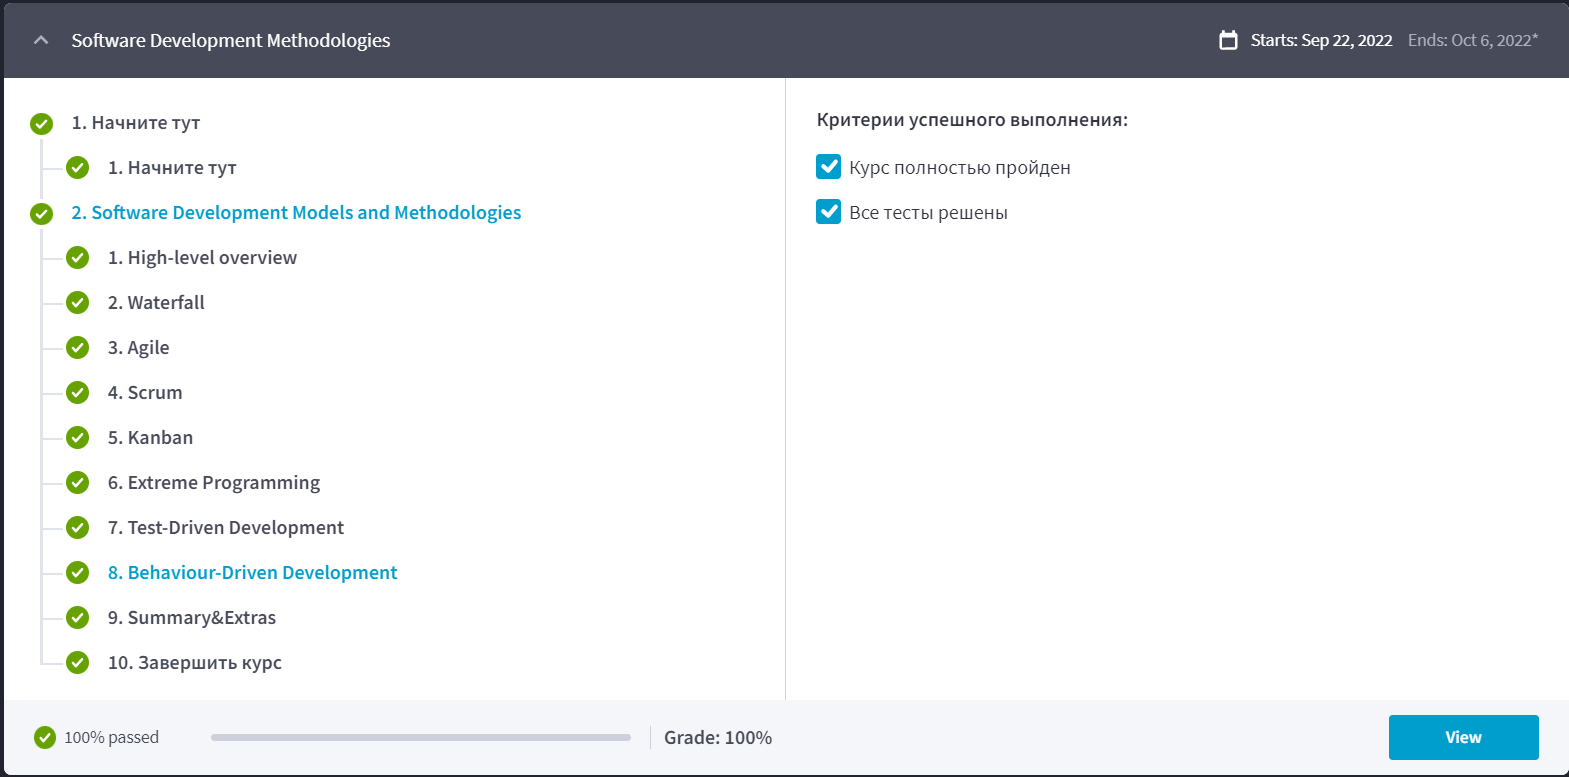 Software Development Methodologies
Starts: Sep 22, 2022 Ends: Oct 6, 2022*
1. Начните тут
1. Начните тут
2. Software Development Models and Methodologies
1. High-level overview
2. Waterfall
3. Agile
4. Scrum
5. Kanban
6. Extreme Programming
7. Test-Driven Development
8. Behaviour-Driven Development
9. Summary&Extras
10. Завершить курс
Критерии успешного выполнения:
Курс полностью пройден
Все тесты решены
100% passed
Grade: 100%
View